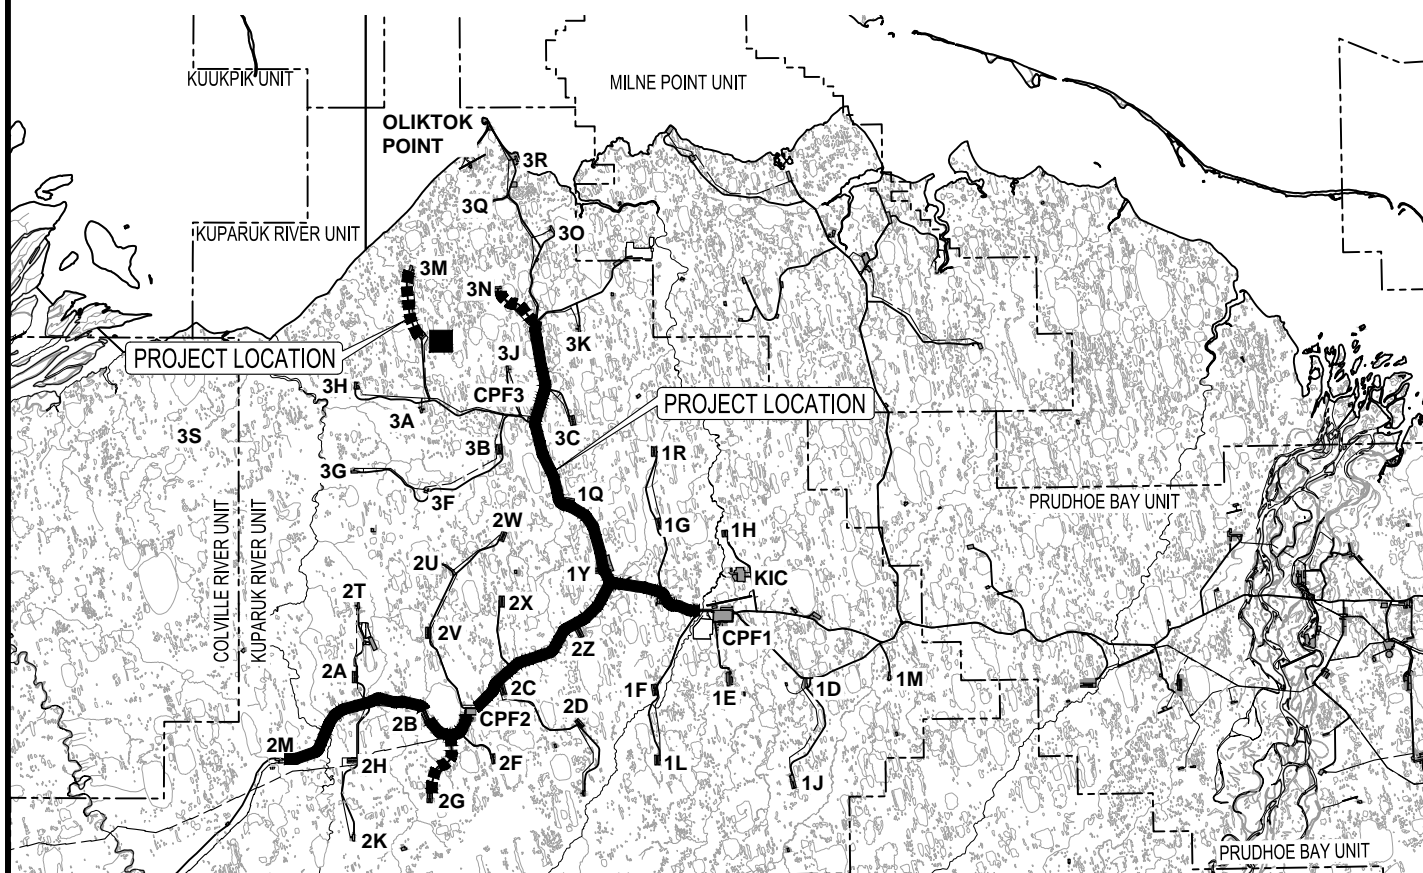 KUUKPIK UNIT
MILNE POINT UNIT
OLIKTOK
POINT
3R
3Q
3O
KUPARUK RIVER UNIT
3M
3N
3K
3J
PROJECT LOCATION
3H
CPF3
PROJECT LOCATION
3A
3C
3S
3B
1R
3G
3F
1Q
PRUDHOE BAY UNIT
2W
1G
1H
COLVILLE RIVER UNIT
KUPARUK RIVER UNIT
2U
1Y
KIC
2T
2X
2V
2Z
CPF1
2A
2C
1F
1E
1D
1M
2B
CPF2
2D
2M
2H
2F
1L
1J
2G
2K
PRUDHOE BAY UNIT